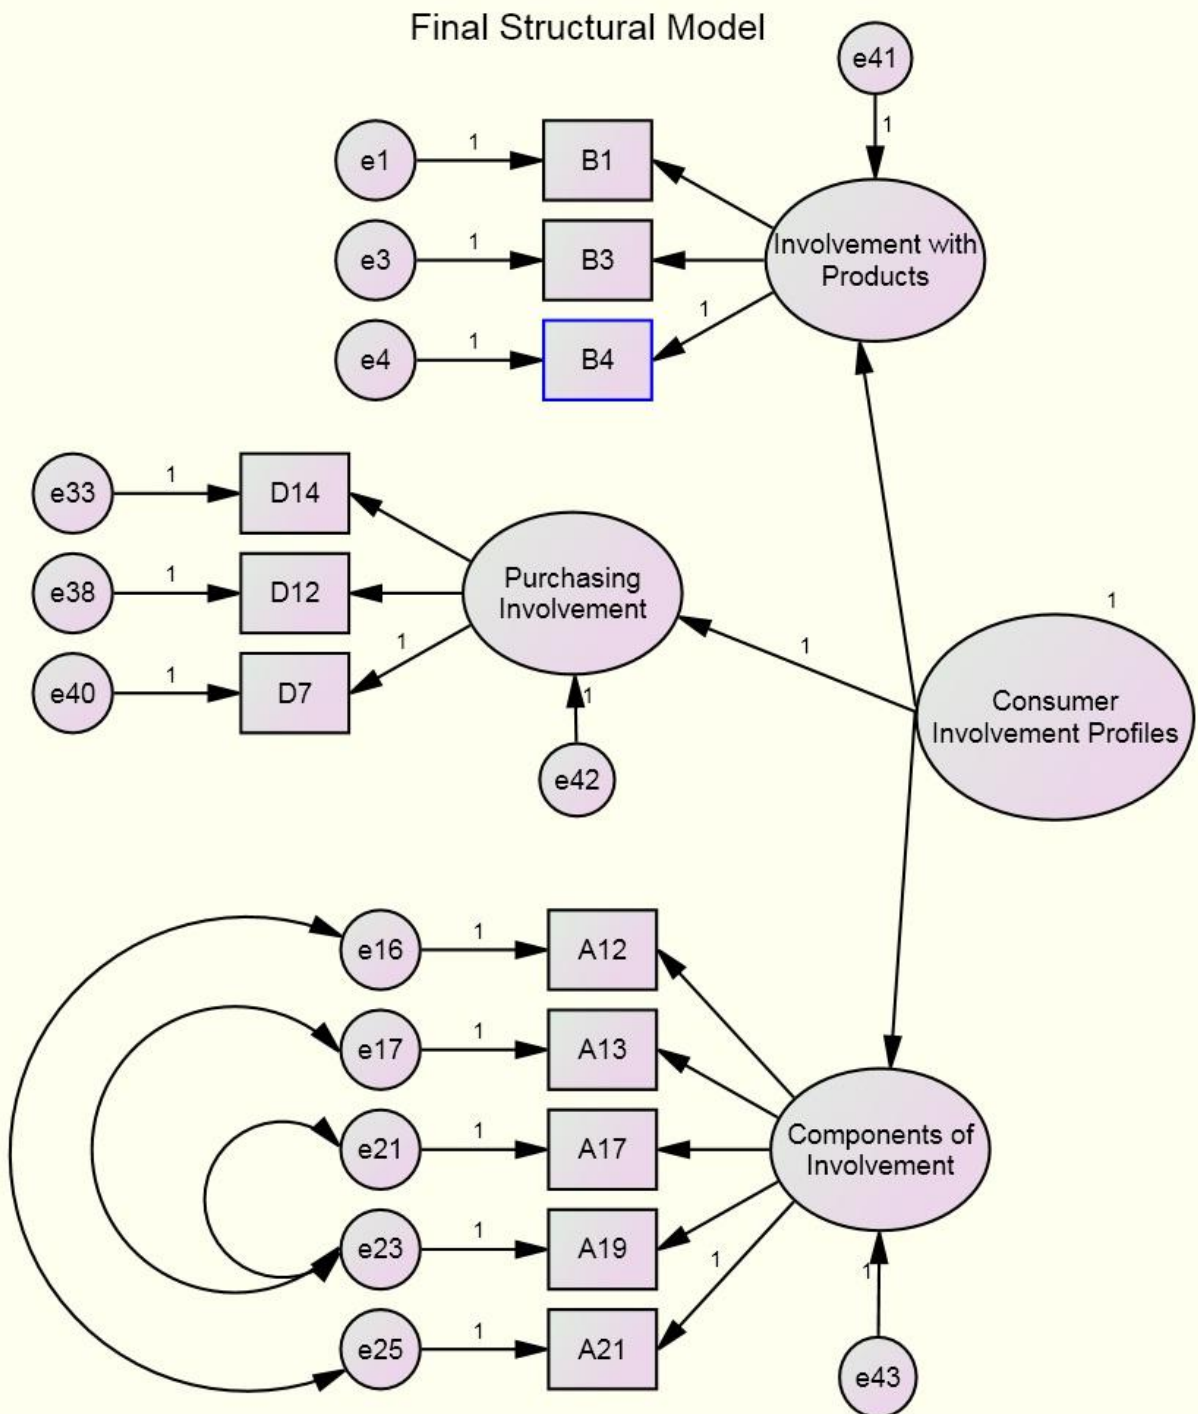 Final Structural Model
e41
1
e1
1
B1
e3
1
B3
Involvement with
Products
e4
1
B4
1
e33
1
D14
e38
1
D12
Purchasing
Involvement
e40
1
D7
1
1
1
e42
1
Consumer
Involvement Profiles
e16
1
A12
e17
1
A13
e21
1
A17
Components of
Involvement
e23
1
A19
1
e25
1
A21
1
e43